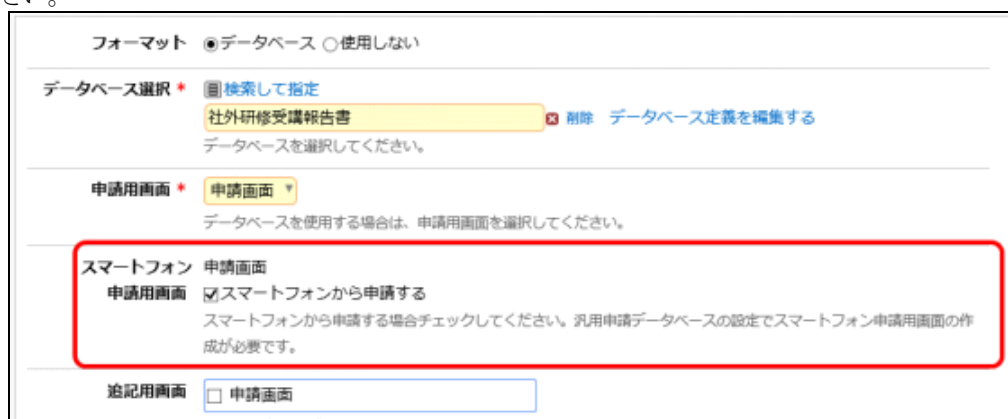 さい。
フォーマット ◉データベース ○使用しない
データベース選択 * 検索して指定
社外研修受講報告書 削除 データベース定義を編集する
データベースを選択してください。
申請用画面 * 申請画面
データベースを使用する場合は、申請用画面を選択してください。
スマートフォン 申請画面
申請用画面 ☑スマートフォンから申請する
スマートフォンから申請する場合チェックしてください。汎用申請データベースの設定でスマートフォン申請用画面の作
成が必要です。
追記用画面 □ 申請画面